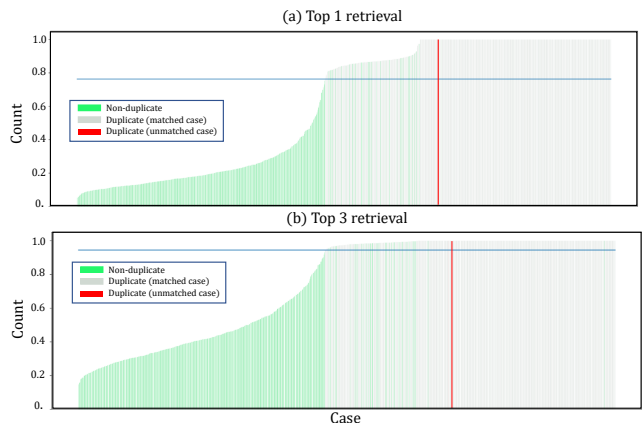 (a) Top 1 retrieval
1.0
0.8
0.6
0.4
0.2
0.
Count
Non-duplicate
Duplicate (matched case)
Duplicate (unmatched case)
(b) Top 3 retrieval
1.0
0.8
0.6
0.4
0.2
0.
Count
Non-duplicate
Duplicate (matched case)
Duplicate (unmatched case)
Case